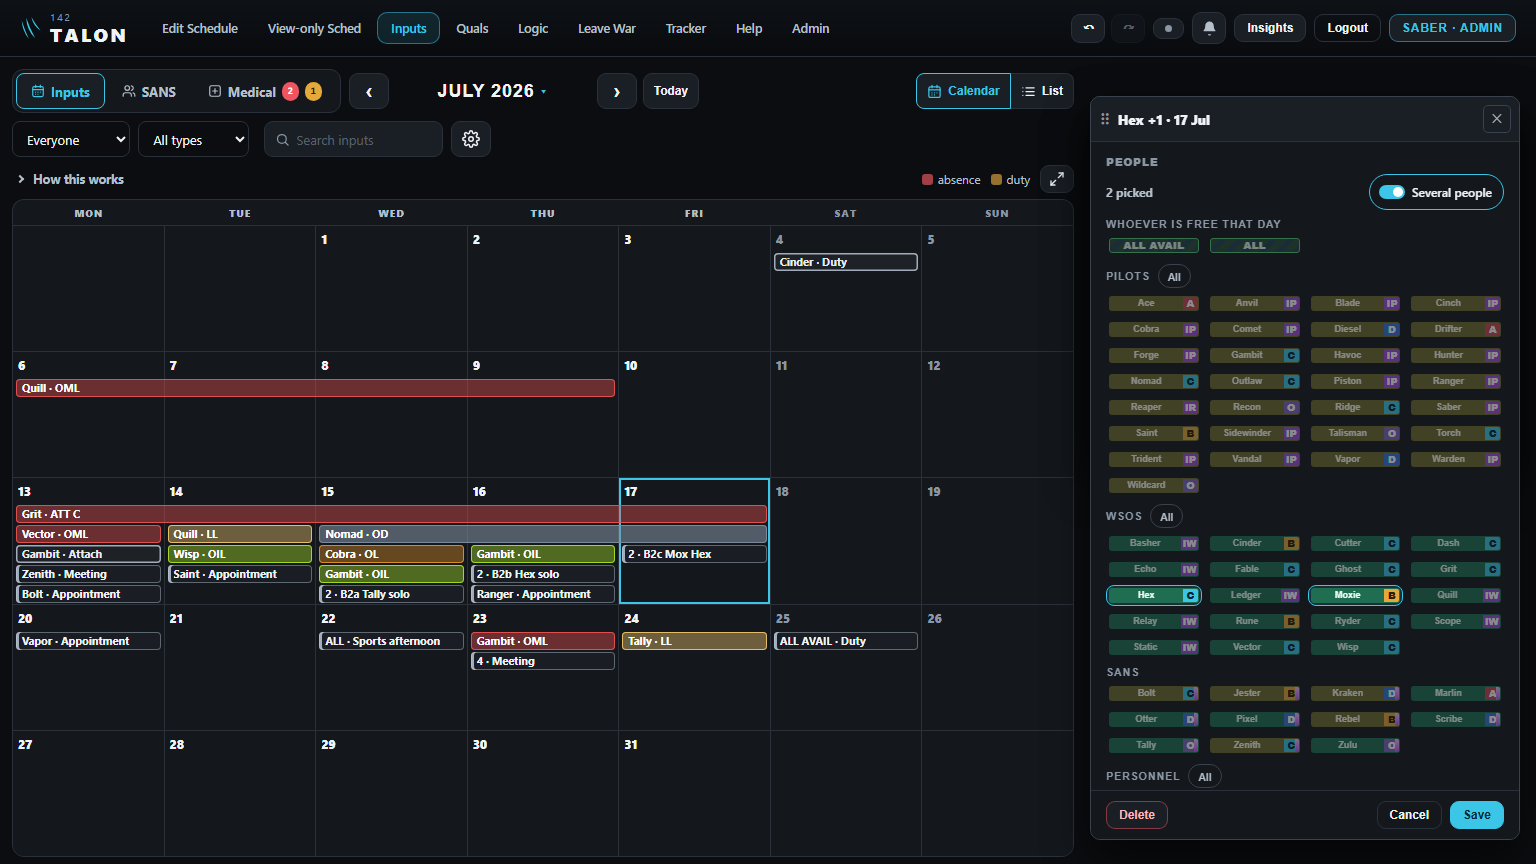 142
TALON
Edit Schedule
View-only Sched
Inputs
Quals
Logic
Leave War
Tracker
Help
Admin
Insights
Logout
SABER · ADMIN
Inputs
SANS
Medical 2 1
JULY 2026
Today
Calendar
List
Everyone
All types
Search inputs
How this works
absence
duty
MON TUE WED THU FRI SAT SUN
1 2 3 4 5
Cinder · Duty
6 7 8 9 10 11 12
Quill · OML
13 14 15 16 17 18 19
Grit · ATT C
Vector · OML
Quill · LL
Nomad · OD
Gambit · Attach
Wisp · OIL
Cobra · OL
Gambit · OIL
2 · B2c Mox Hex
Zenith · Meeting
Saint · Appointment
Gambit · OIL
2 · B2b Hex solo
Bolt · Appointment
2 · B2a Tally solo
Ranger · Appointment
20 21 22 23 24 25 26
Vapor · Appointment
ALL · Sports afternoon
Gambit · OML
Tally · LL
ALL AVAIL · Duty
4 · Meeting
27 28 29 30 31
Hex +1 · 17 Jul
PEOPLE
2 picked
Several people
WHOEVER IS FREE THAT DAY
ALL AVAIL
ALL
PILOTS All
Ace A Anvil IP Blade IP Cinch IP
Cobra IP Comet IP Diesel D Drifter A
Forge IP Gambit C Havoc IP Hunter IP
Nomad C Outlaw C Piston IP Ranger IP
Reaper IR Recon O Ridge C Saber IP
Saint B Sidewinder IP Talisman O Torch C
Trident IP Vandal IP Vapor D Warden IP
Wildcard O
WSOS All
Basher IW Cinder B Cutter C Dash C
Echo IW Fable C Ghost C Grit C
Hex C Ledger IW Moxie B Quill IW
Relay IW Rune B Ryder C Scope IW
Static IW Vector C Wisp C
SANS
Bolt C Jester B Kraken D Marlin A
Otter D Pixel D Rebel B Scribe D
Tally O Zenith C Zulu O
PERSONNEL All
Delete
Cancel
Save